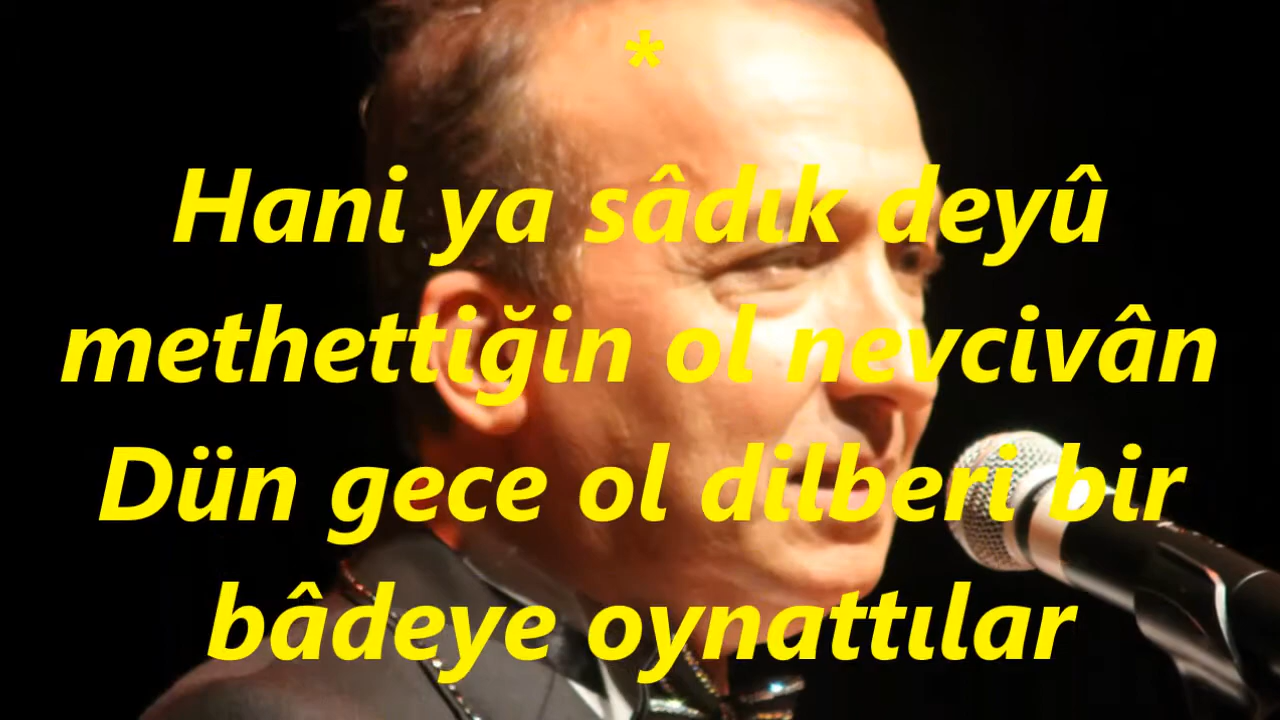 *
Hani ya sâdık deyû
methettiğin ol nevcivân
Dün gece ol dilberi bir
bâdeye oynattılar